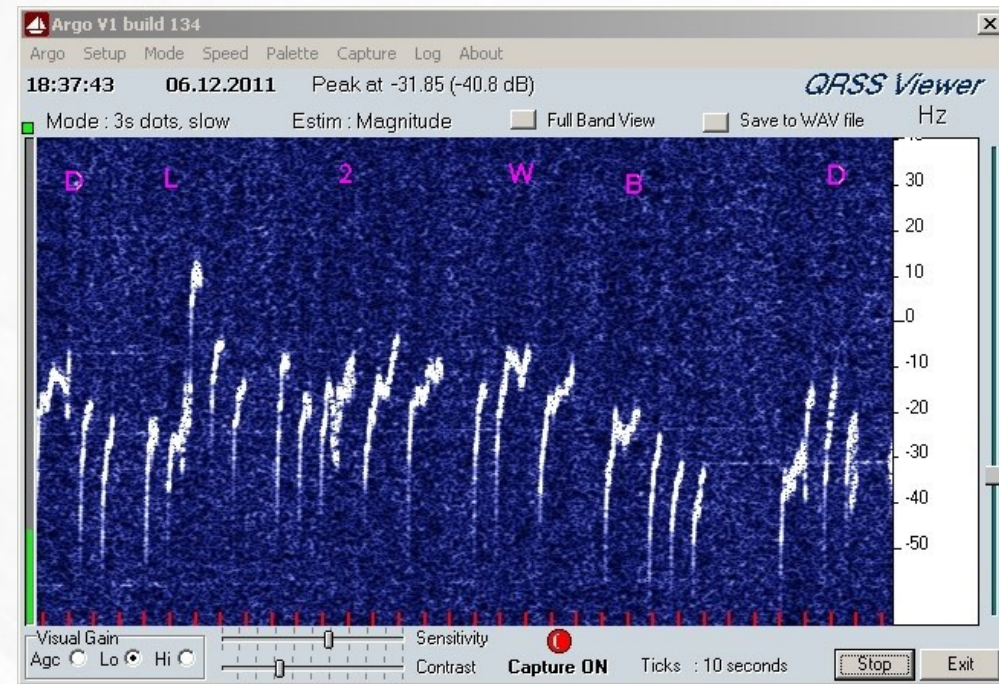 Argo V1 build 134
Argo Setup Mode Speed Palette Capture Log About
18:37:43 06.12.2011 Peak at -31.85 (-40.8 dB) QRSS Viewer
Mode : 3s dots, slow Estim : Magnitude Full Band View Save to WAV file Hz
D L 2 W B D
30
20
10
0
-10
-20
-30
-40
-50
Visual Gain
Agc Lo Hi
Sensitivity
Contrast
Capture ON
Ticks : 10 seconds
Stop
Exit